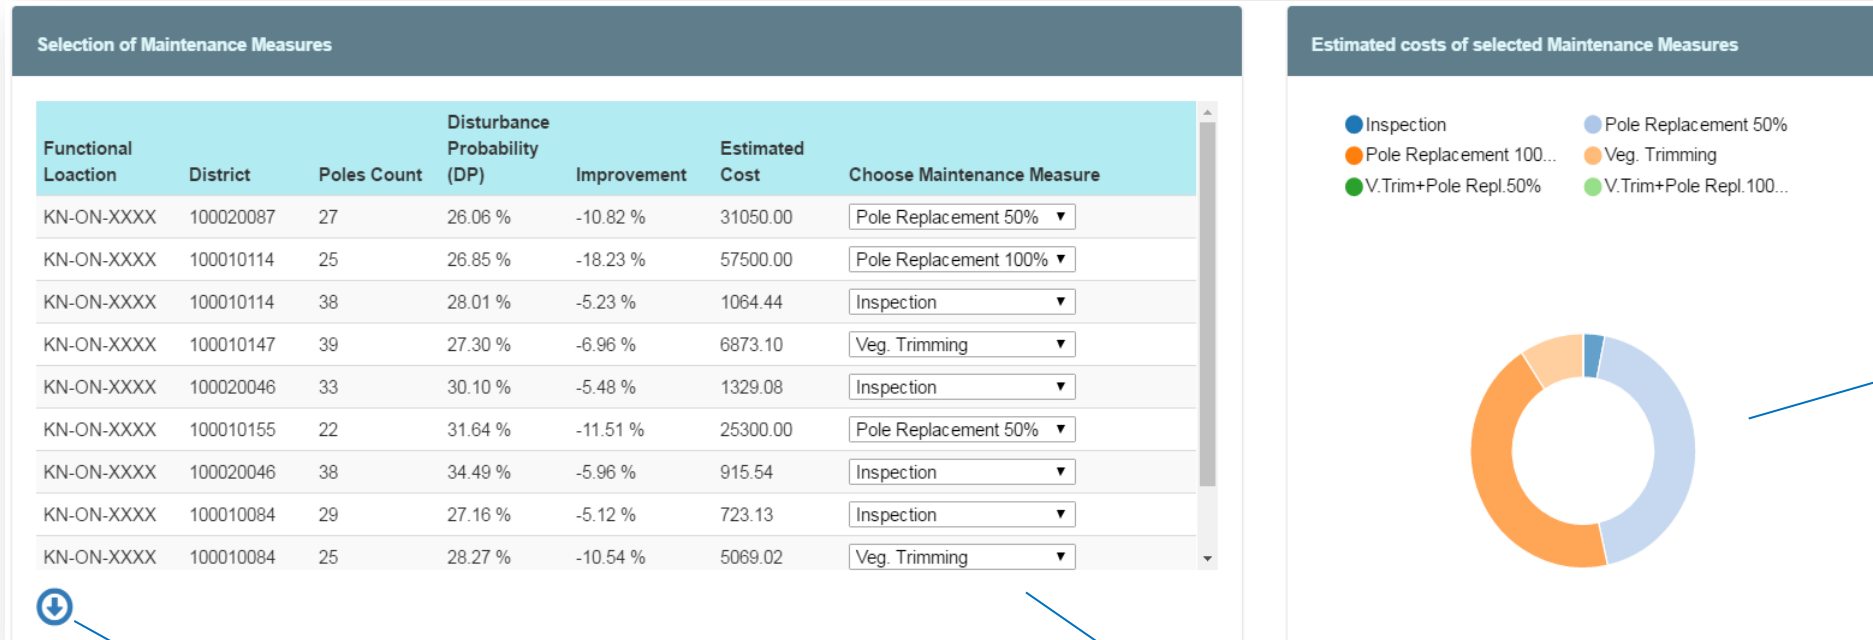 Selection of Maintenance Measures
Functional Loaction District Poles Count Disturbance Probability (DP) Improvement Estimated Cost Choose Maintenance Measure
KN-ON-XXXX 100020087 27 26.06 % -10.82 % 31050.00 Pole Replacement 50%
KN-ON-XXXX 100010114 25 26.85 % -18.23 % 57500.00 Pole Replacement 100%
KN-ON-XXXX 100010114 38 28.01 % -5.23 % 1064.44 Inspection
KN-ON-XXXX 100010147 39 27.30 % -6.96 % 6873.10 Veg. Trimming
KN-ON-XXXX 100020046 33 30.10 % -5.48 % 1329.08 Inspection
KN-ON-XXXX 100010155 22 31.64 % -11.51 % 25300.00 Pole Replacement 50%
KN-ON-XXXX 100020046 38 34.49 % -5.96 % 915.54 Inspection
KN-ON-XXXX 100010084 29 27.16 % -5.12 % 723.13 Inspection
KN-ON-XXXX 100010084 25 28.27 % -10.54 % 5069.02 Veg. Trimming
Estimated costs of selected Maintenance Measures
Inspection Pole Replacement 50%
Pole Replacement 100... Veg. Trimming
V.Trim+Pole Repl.50% V.Trim+Pole Repl.100...